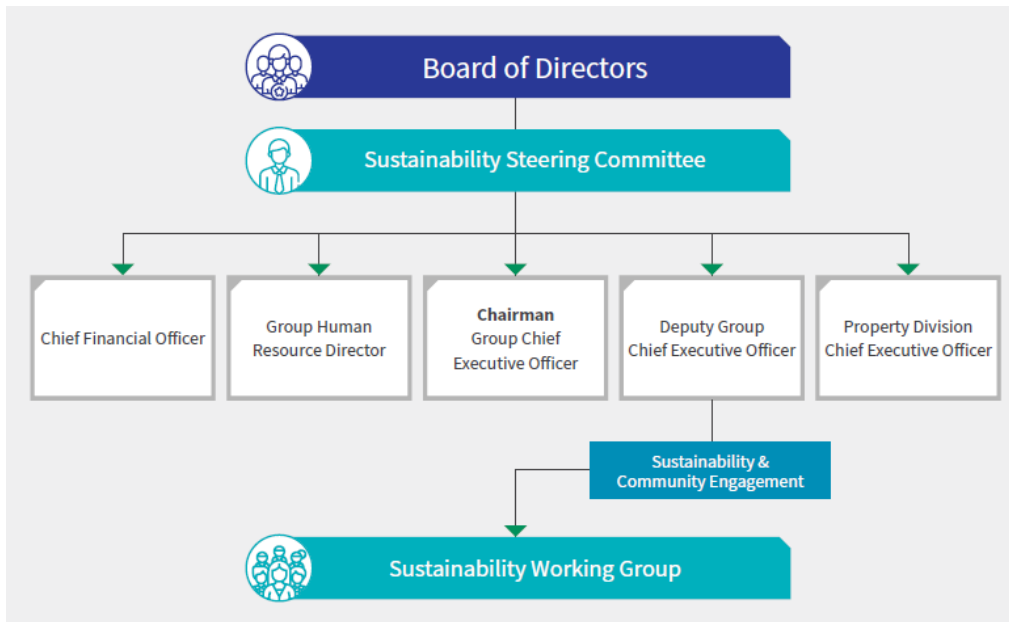 Board of Directors
Sustainability Steering Committee
Chief Financial Officer
Group Human
Resource Director
Chairman
Group Chief
Executive Officer
Deputy Group
Chief Executive Officer
Property Division
Chief Executive Officer
Sustainability &
Community Engagement
Sustainability Working Group